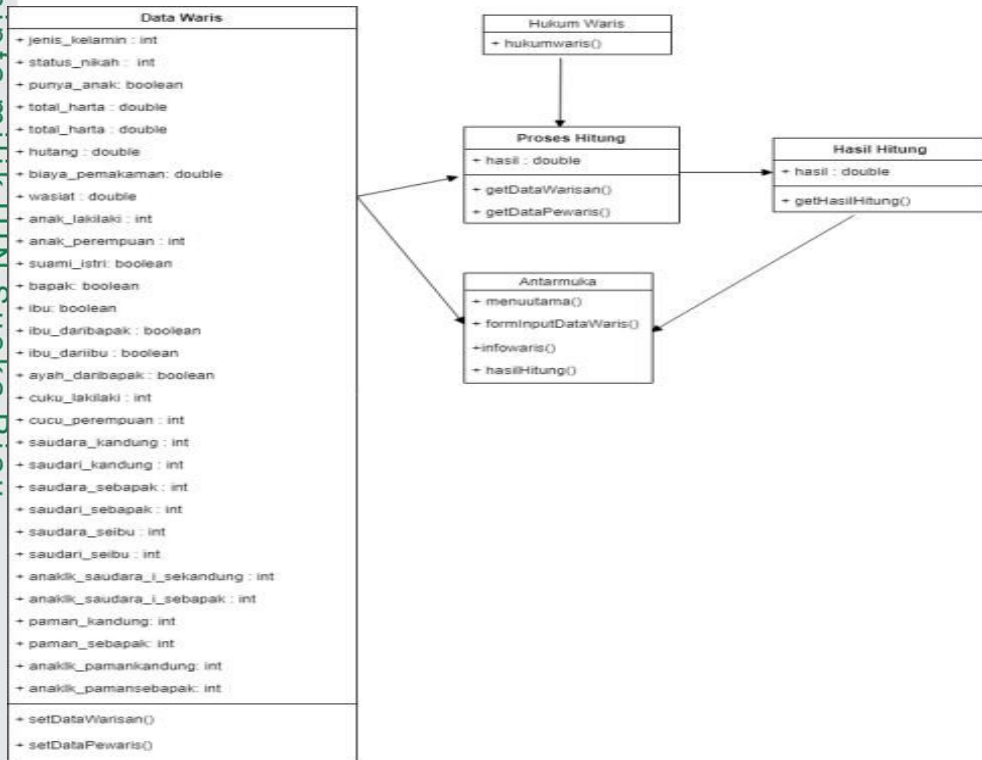 Data Waris
+ jenis_kelamin : int
+ status_nikah : int
+ punya_anak: boolean
+ total_harta : double
+ total_harta : double
+ hutang : double
+ biaya_pemakaman: double
+ wasiat : double
+ anak_lakilaki : int
+ anak_perempuan : int
+ suami_istri: boolean
+ bapak: boolean
+ ibu: boolean
+ ibu_daribapak : boolean
+ ibu_dariibu : boolean
+ ayah_daribapak : boolean
+ cuku_lakilaki : int
+ cucu_perempuan : int
+ saudara_kandung : int
+ saudari_kandung : int
+ saudara_sebapak : int
+ saudari_sebapak : int
+ saudara_seibu : int
+ saudari_seibu : int
+ anaklk_saudara_i_sekandung : int
+ anaklk_saudara_i_sebapak : int
+ paman_kandung: int
+ paman_sebapak: int
+ anaklk_pamankandung: int
+ anaklk_pamansebapak: int
+ setDataWarisan()
+ setDataPewaris()
Hukum Waris
+ hukumwaris()
Proses Hitung
+ hasil : double
+ getDataWarisan()
+ getDataPewaris()
Hasil Hitung
+ hasil : double
+ getHasilHitung()
Antarmuka
+ menuutama()
+ formInputDataWaris()
+infowaris()
+ hasilHitung()